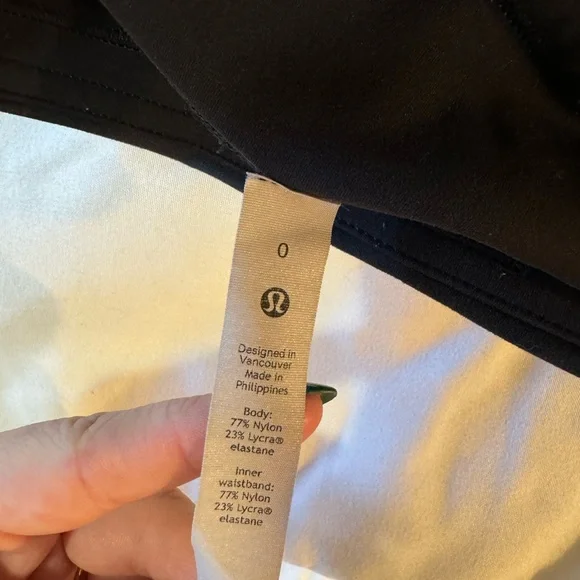 0
Designed in
Vancouver
Made in
Philippines
Body:
77% Nylon
23% Lycra®
elastane
Inner
waistband:
77% Nylon
23% Lycra®
elastane